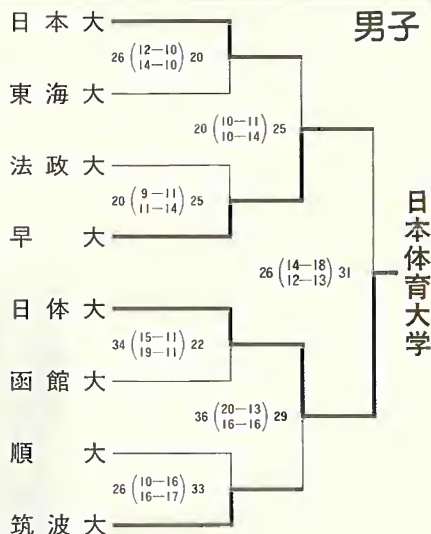 男子
日本大
26 (12—10 14—10) 20
東海大
20 (10—11 10—14) 25
法政大
20 (9—11 11—14) 25
早大
26 (14—18 12—13) 31
日本体育大学
日体大
34 (15—11 19—11) 22
函館大
36 (20—13 16—16) 29
順大
26 (10—16 16—17) 33
筑波大